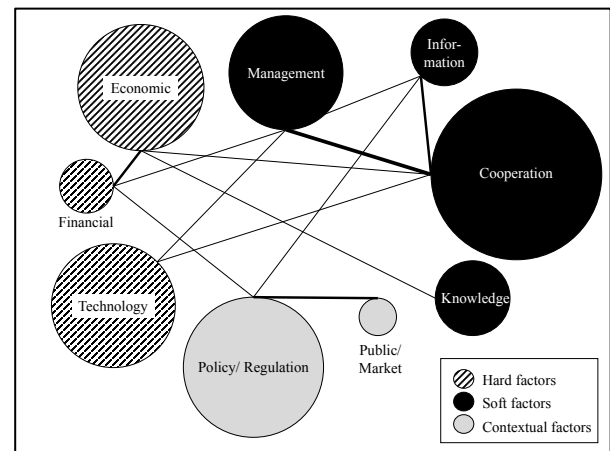 Infor-
mation
Management
Economic
Cooperation
Financial
Knowledge
Technology
Public/
Market
Policy/ Regulation
Hard factors
Soft factors
Contextual factors